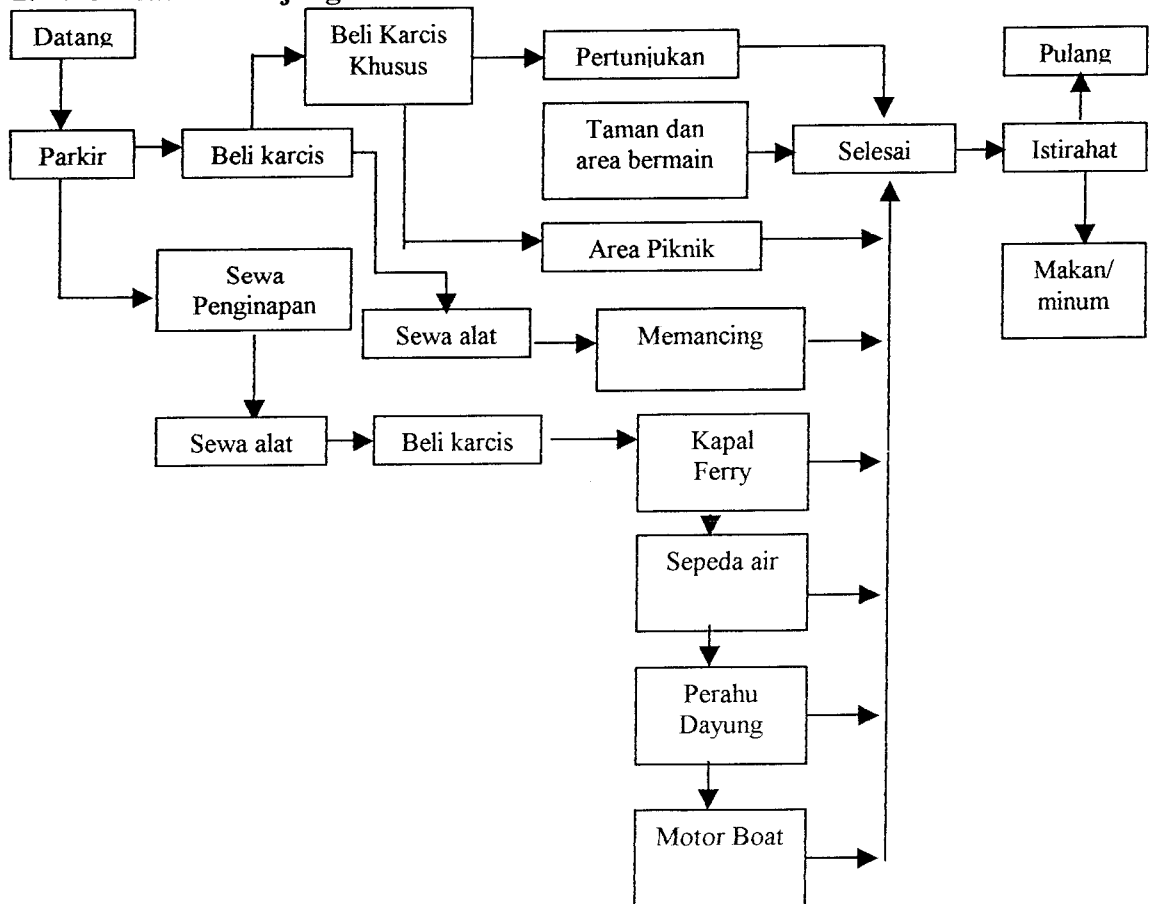 Datang
Beli Karcis
Khusus
Pertunjukan
Pulang
Parkir
Beli karcis
Taman dan
area bermain
Selesai
Istirahat
Area Piknik
Makan/
minum
Sewa
Penginapan
Sewa alat
Memancing
Sewa alat
Beli karcis
Kapal
Ferry
Sepeda air
Perahu
Dayung
Motor Boat